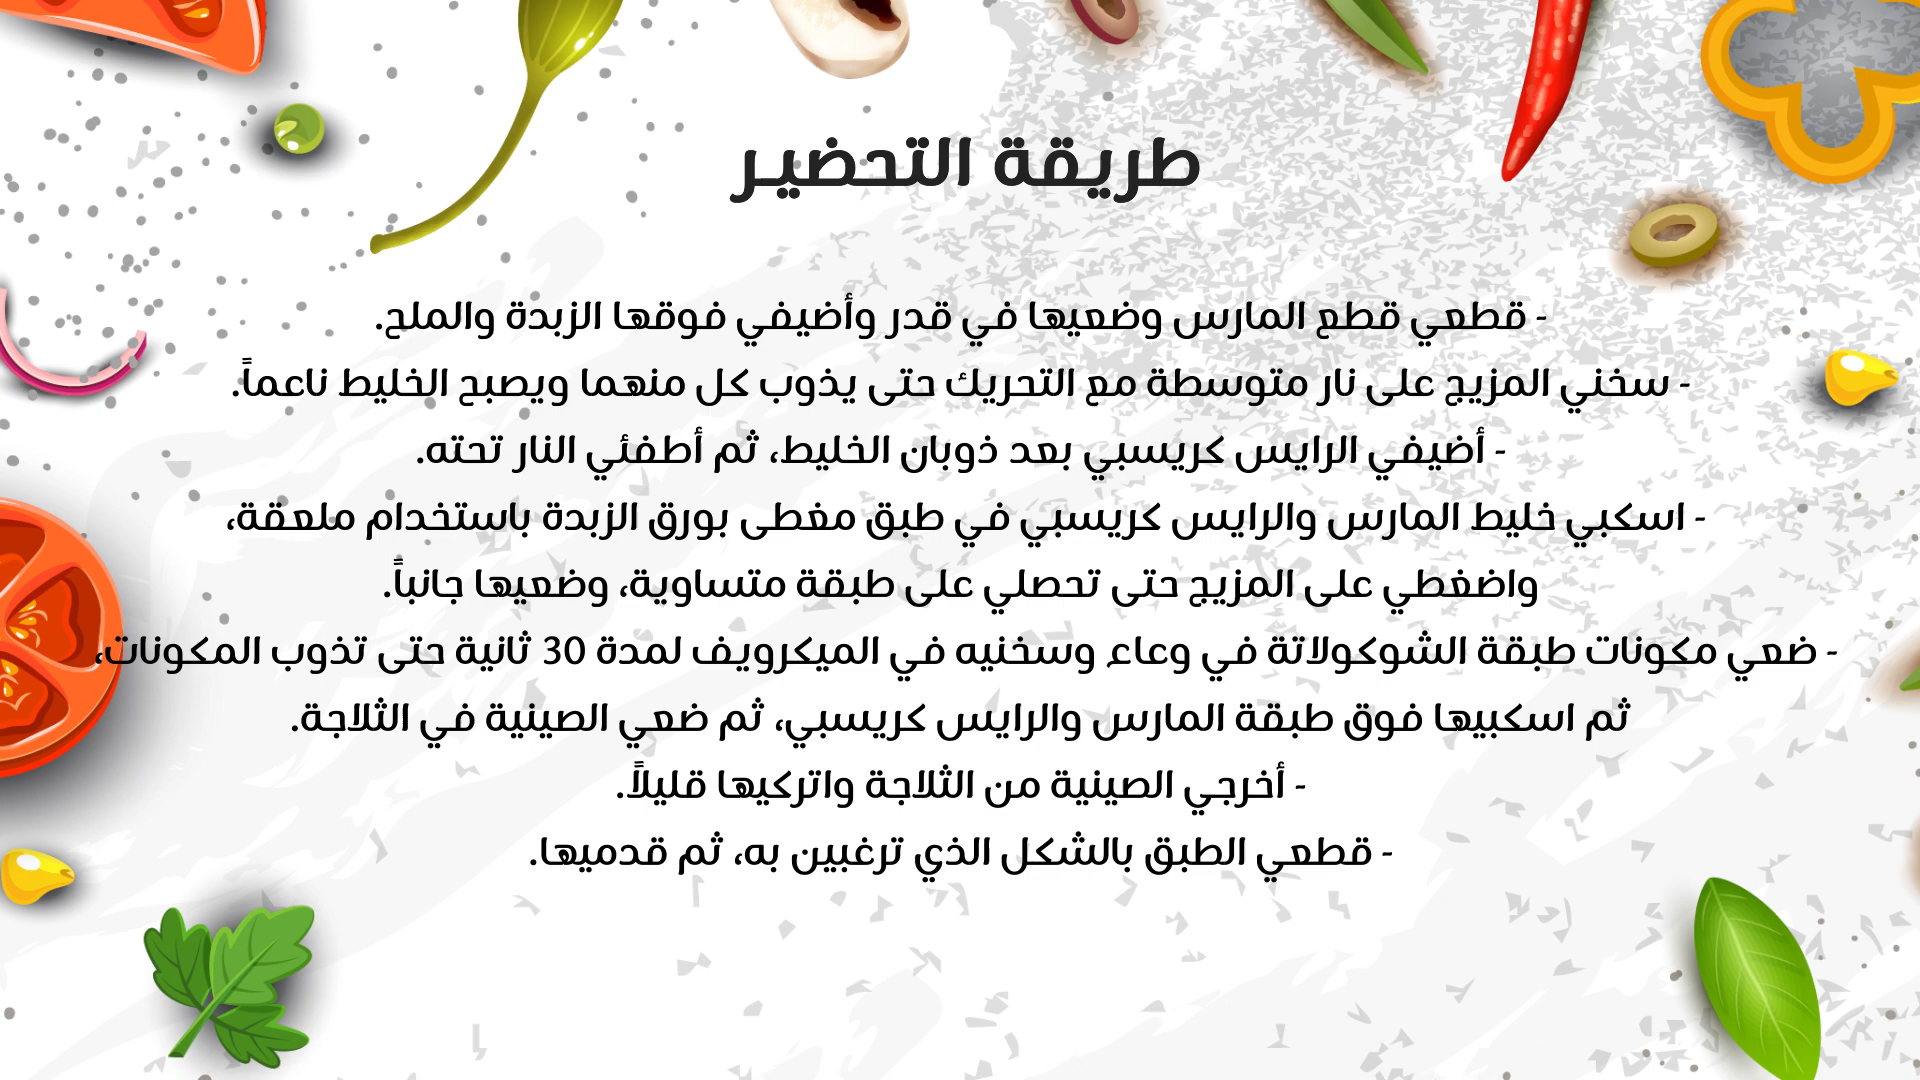 طريقة التحضير
- قطعي قطع المارس وضعيها في قدر وأضيفي فوقها الزبدة والملح.
- سخني المزيج على نار متوسطة مع التحريك حتى يذوب كل منهما ويصبح الخليط ناعماً.
- أضيفي الرايس كريسبي بعد ذوبان الخليط، ثم أطفئي النار تحته.
- اسكبي خليط المارس والرايس كريسبي في طبق مغطى بورق الزبدة باستخدام ملعقة،
واضغطي على المزيج حتى تحصلي على طبقة متساوية، وضعيها جانباً.
- ضعي مكونات طبقة الشوكولاتة في وعاء وسخنيه في الميكرويف لمدة 30 ثانية حتى تذوب المكونات،
ثم اسكبيها فوق طبقة المارس والرايس كريسبي، ثم ضعي الصينية في الثلاجة.
- أخرجي الصينية من الثلاجة واتركيها قليلاً.
- قطعي الطبق بالشكل الذي ترغبين به، ثم قدميها.